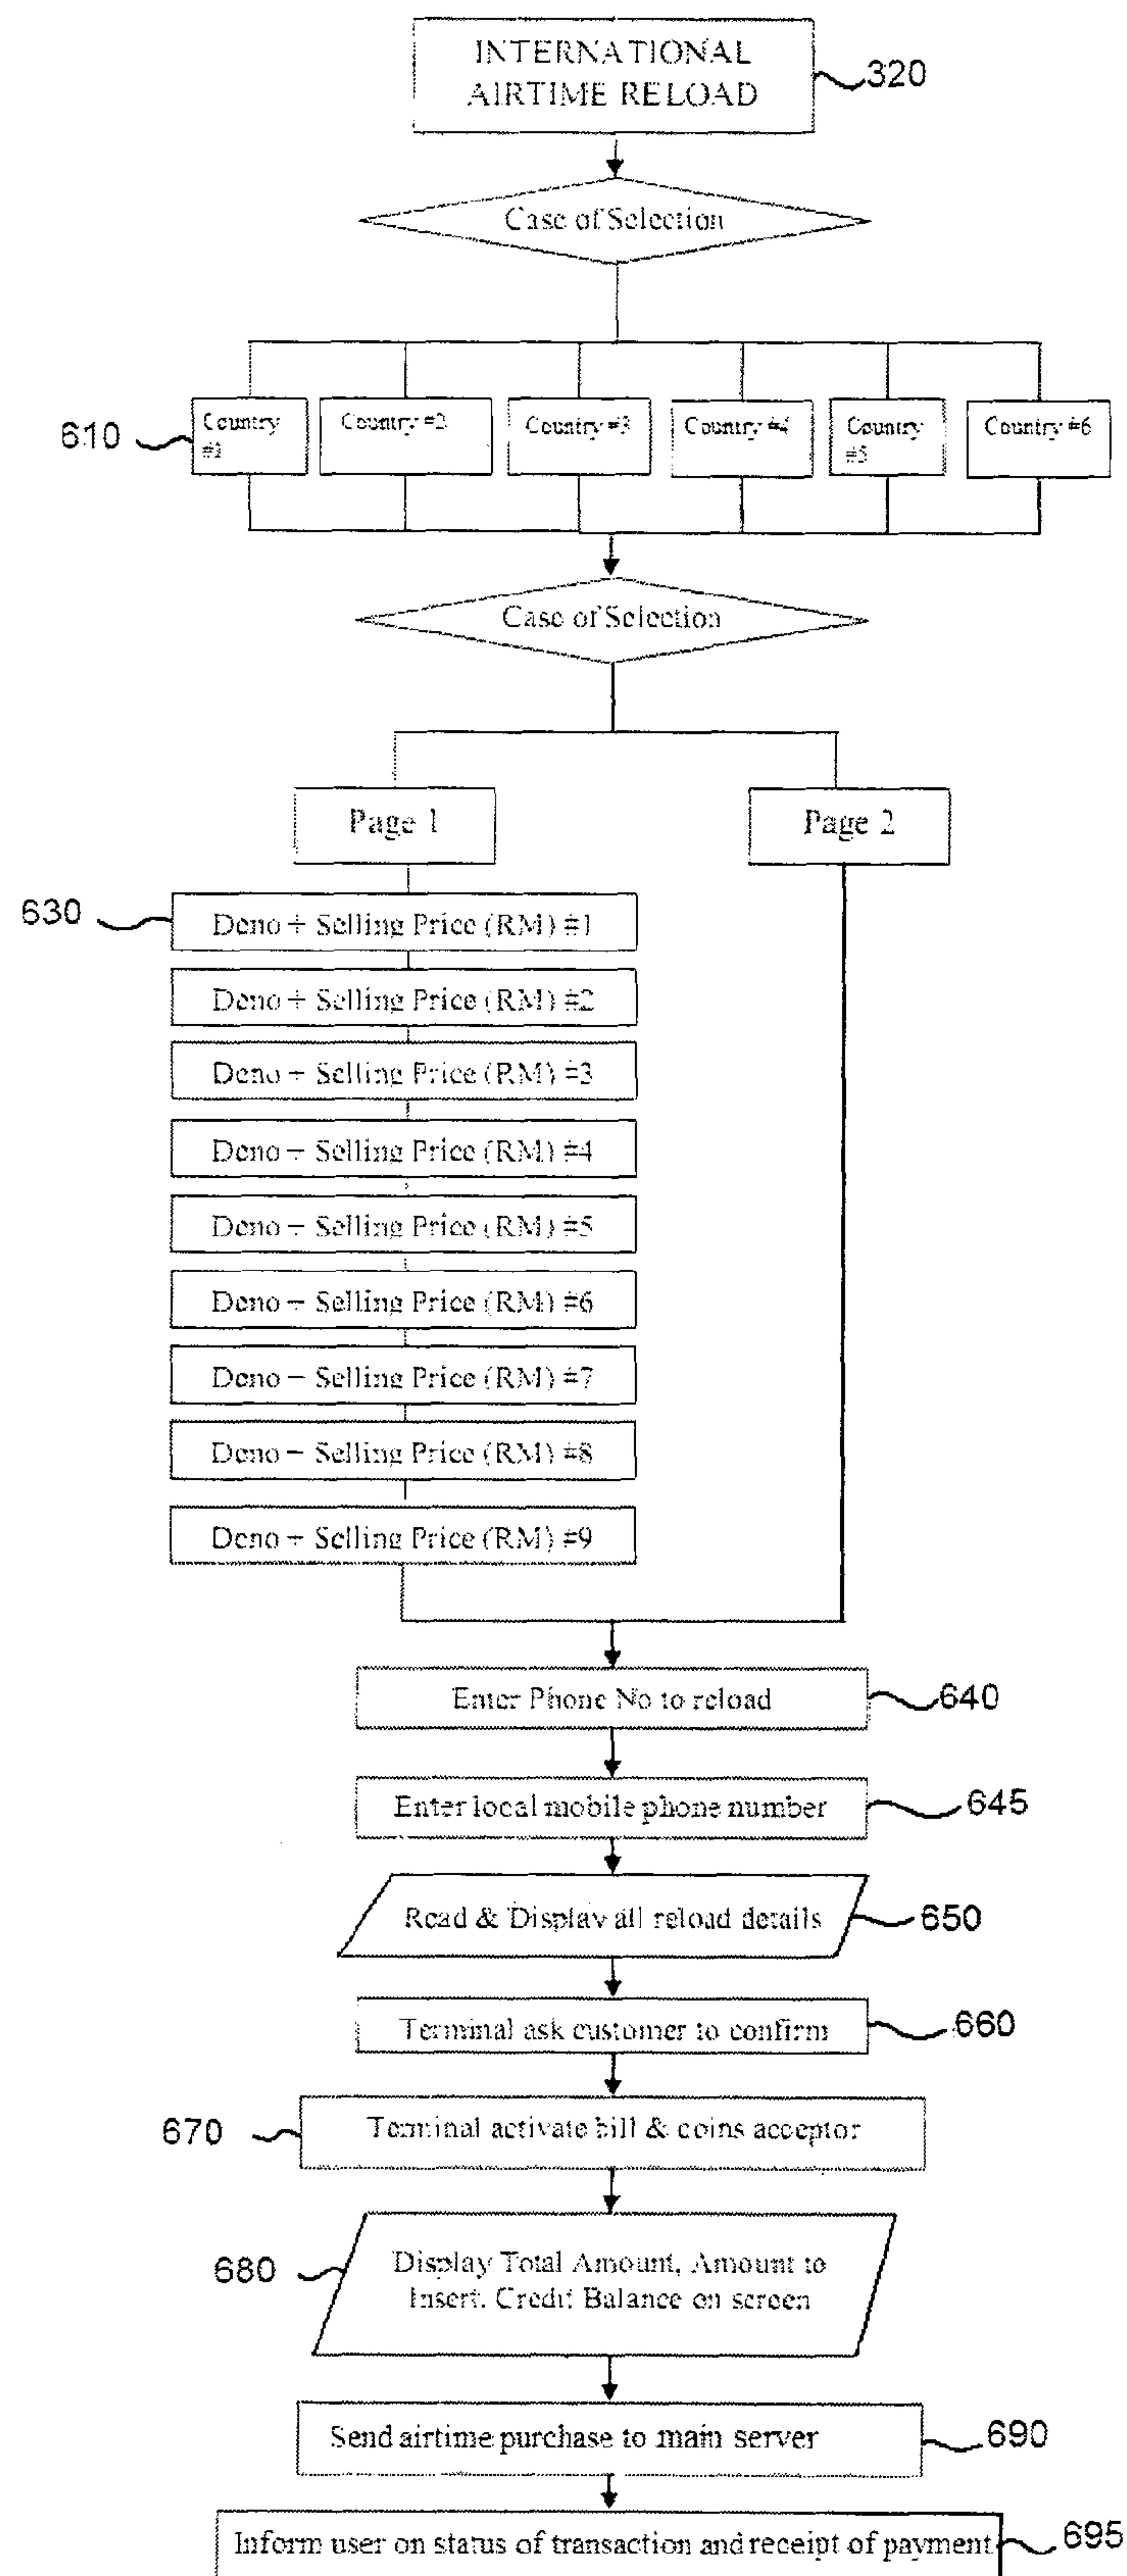 INTERNATIONAL
AIRTIME RELOAD
320
Case of Selection
610
Country
#1
Country #2
Country #3
Country #4
Country
#5
Country #6
Case of Selection
Page 1
Page 2
630
Deno + Selling Price (RM) #1
Deno + Selling Price (RM) #2
Deno + Selling Price (RM) #3
Deno + Selling Price (RM) #4
Deno + Selling Price (RM) #5
Deno + Selling Price (RM) #6
Deno + Selling Price (RM) #7
Deno + Selling Price (RM) #8
Deno + Selling Price (RM) #9
Enter Phone No to reload
640
Enter local mobile phone number
645
Read & Display all reload details
650
Terminal ask customer to confirm
660
670
Terminal activate bill & coins acceptor
680
Display Total Amount, Amount to
Insert, Credit Balance on screen
Send airtime purchase to main server
690
Inform user on status of transaction and receipt of payment
695